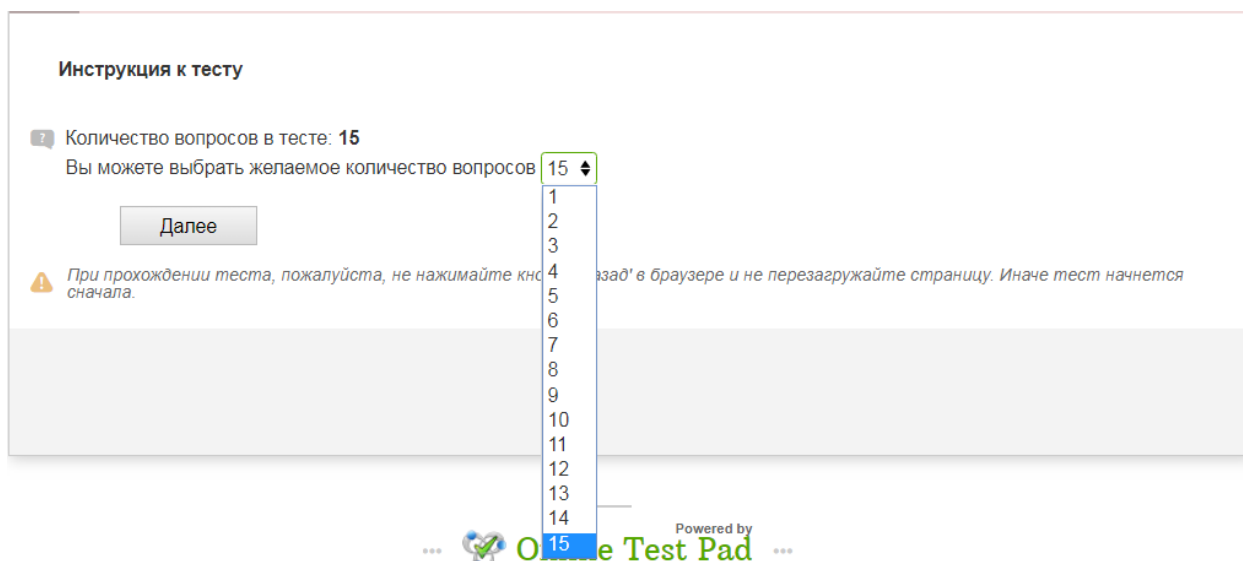 Инструкция к тесту
Количество вопросов в тесте: 15
Вы можете выбрать желаемое количество вопросов 15
1
2
3
Далее
4
При прохождении теста, пожалуйста, не нажимайте в браузере и не перезагружайте страницу. Иначе тест начнется
сначала.
5
6
7
8
9
10
11
12
13
14
15
Powered by
Test Pad